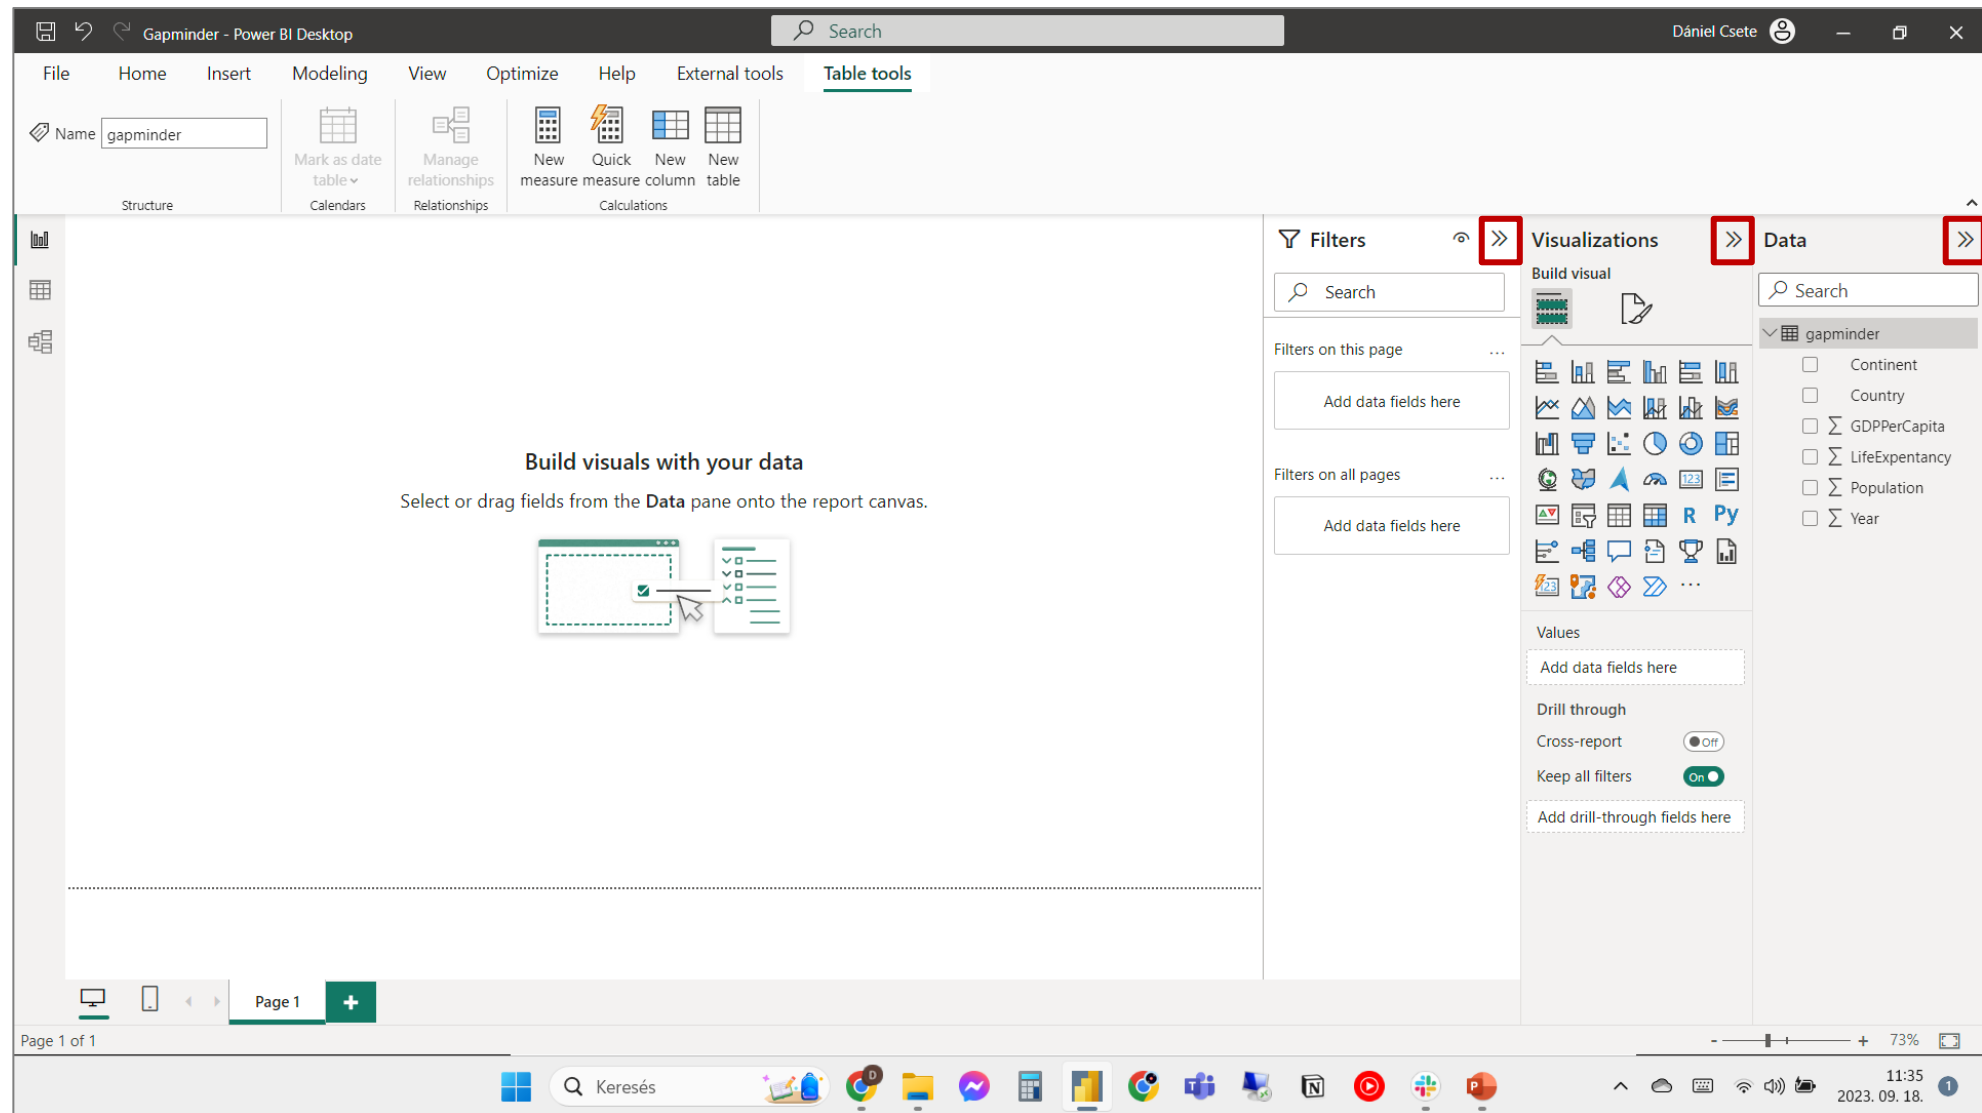 Gapminder - Power BI Desktop
Search
Dániel Csete
File Home Insert Modeling View Optimize Help External tools Table tools
Name gapminder
Mark as date table
Manage relationships
New measure
Quick measure
New column
New table
Structure
Calendars
Relationships
Calculations
Filters
Search
Filters on this page
...
Add data fields here
Filters on all pages
...
Add data fields here
Visualizations
Build visual
123
R
Py
123
...
Values
Add data fields here
Drill through
Cross-report
Off
Keep all filters
On
Add drill-through fields here
Data
Search
gapminder
Continent
Country
∑ GDPPerCapita
∑ LifeExpentancy
∑ Population
∑ Year
Build visuals with your data
Select or drag fields from the Data pane onto the report canvas.
Page 1
+
Page 1 of 1
- + 73%
Keresés
D
N
P
11:35
2023. 09. 18.
1